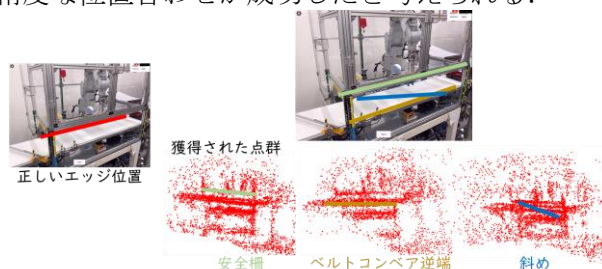 精度な位置合わせが成功したと考えられる.
正しいエッジ位置
獲得された点群
安全柵
ベルトコンベア逆端
斜め